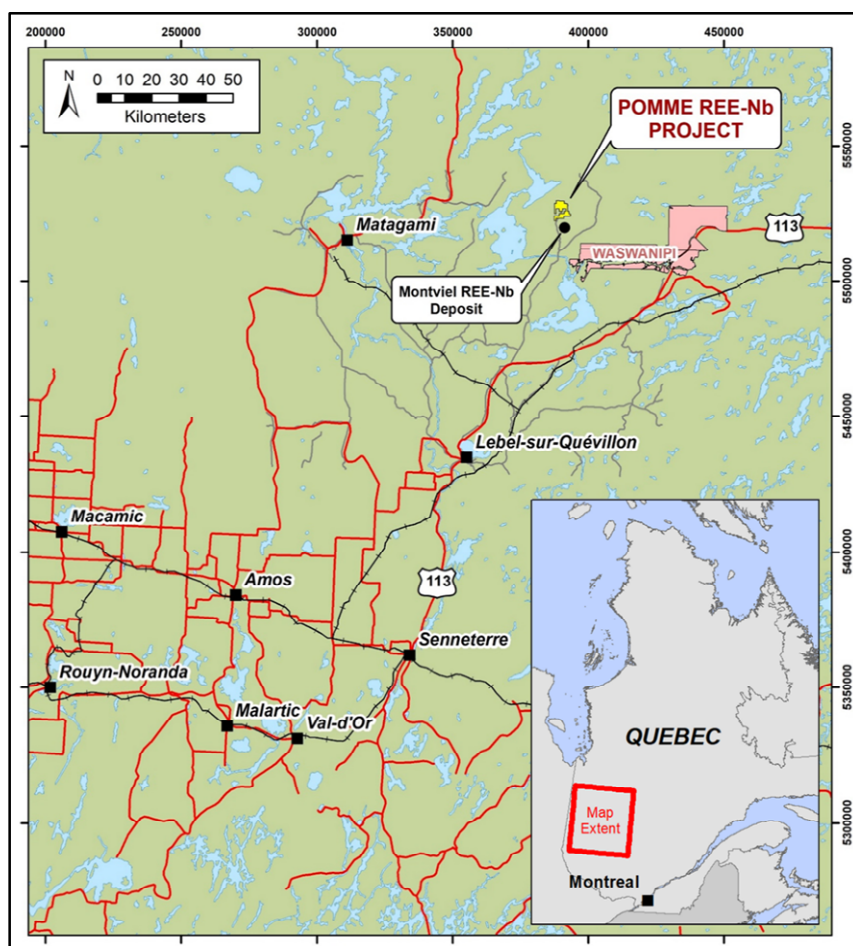 200000 250000 300000 350000 400000 450000
N
0 10 20 30 40 50
Kilometers
POMME REE-Nb
PROJECT
5550000
Matagami
113
WASWANIPI
Montviel REE-Nb
Deposit
5500000
5450000
Lebel-sur-Quévillon
Macamic
5400000
Amos
113
Senneterre
Rouyn-Noranda
5350000
Malartic
Val-d'Or
QUEBEC
Map
Extent
5300000
Montreal